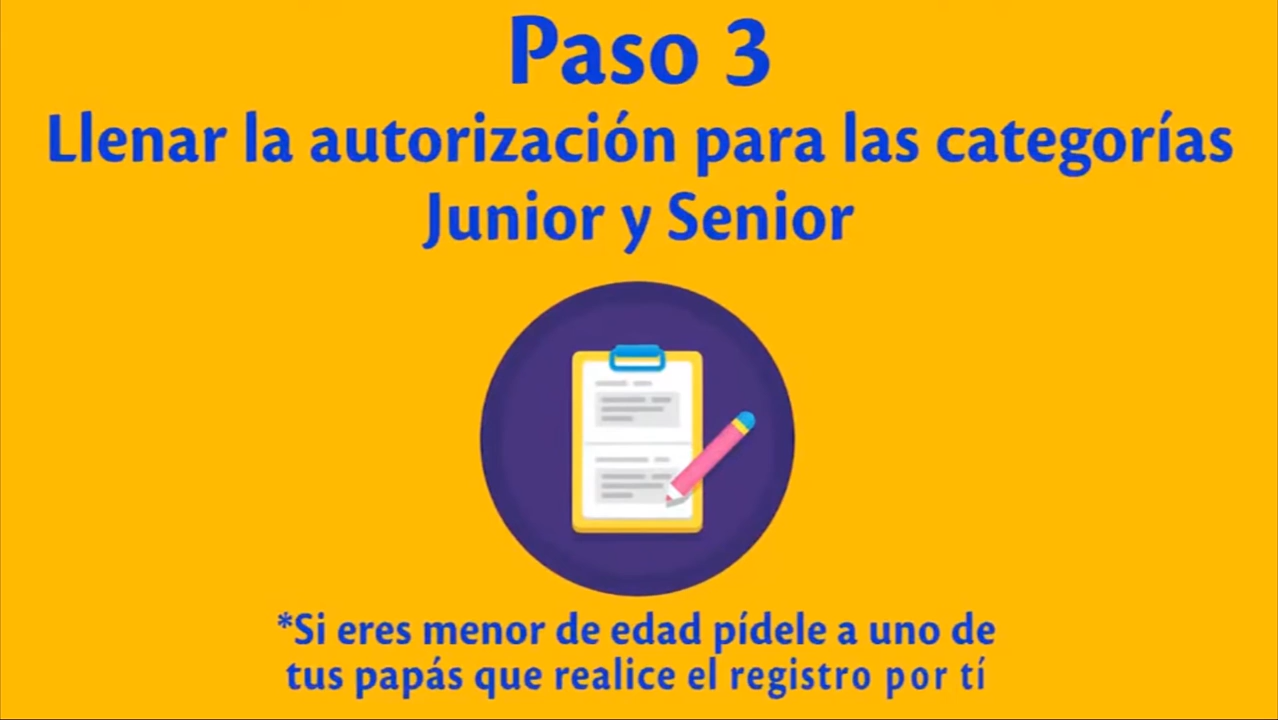 Paso 3
Llenar la autorización para las categorías
Junior y Senior
*Si eres menor de edad pídele a uno de
tus papás que realice el registro por tí